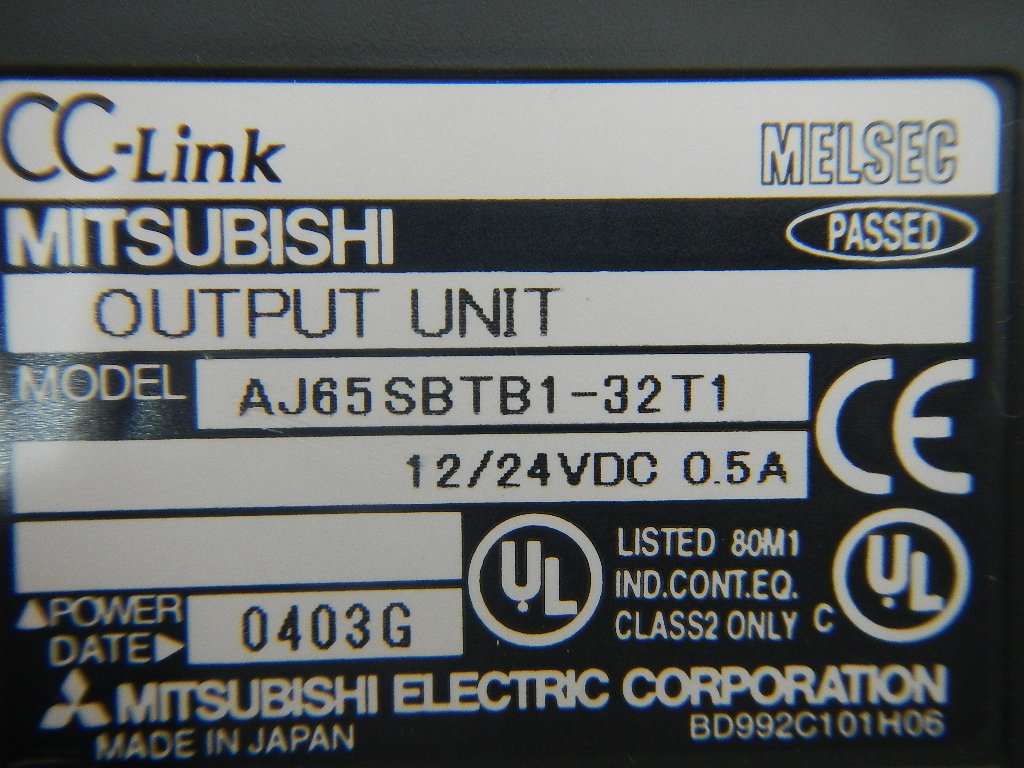 CC-Link MELSEC
MITSUBISHI PASSED
OUTPUT UNIT
MODEL AJ65SBTB1-32T1 CE
12/24VDC 0.5A
UL LISTED 80M1 UL
IND.CONT.EQ.
CLASS2 ONLY C
▲POWER
DATE▶ 0403G
MITSUBISHI ELECTRIC CORPORATION
MADE IN JAPAN BD992C101H06